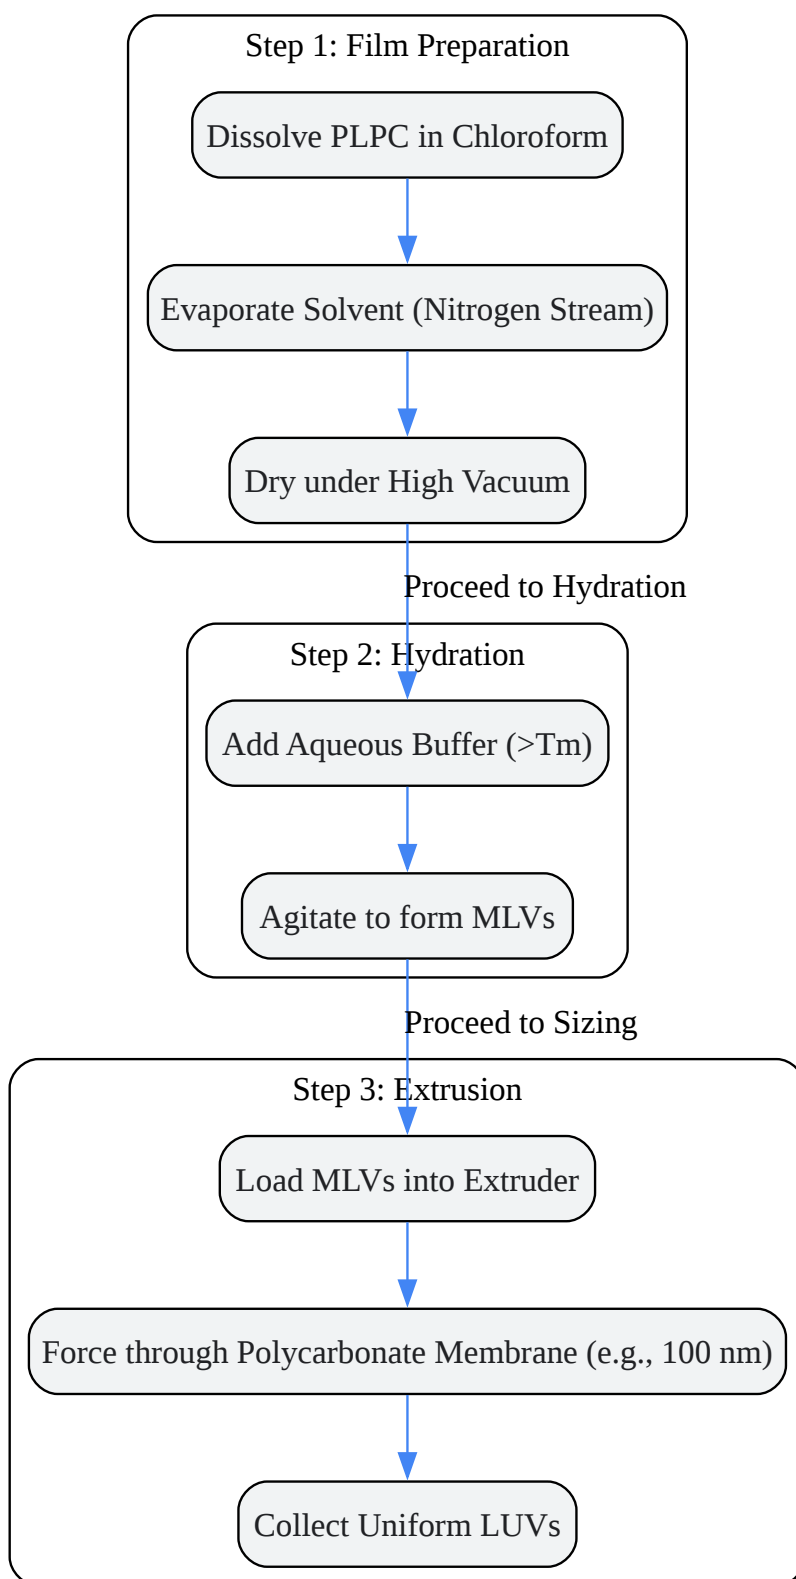 Step 1: Film Preparation
Dissolve PLPC in Chloroform
Evaporate Solvent (Nitrogen Stream)
Dry under High Vacuum
Proceed to Hydration
Step 2: Hydration
Add Aqueous Buffer (>Tm)
Agitate to form MLVs
Proceed to Sizing
Step 3: Extrusion
Load MLVs into Extruder
Force through Polycarbonate Membrane (e.g., 100 nm)
Collect Uniform LUVs